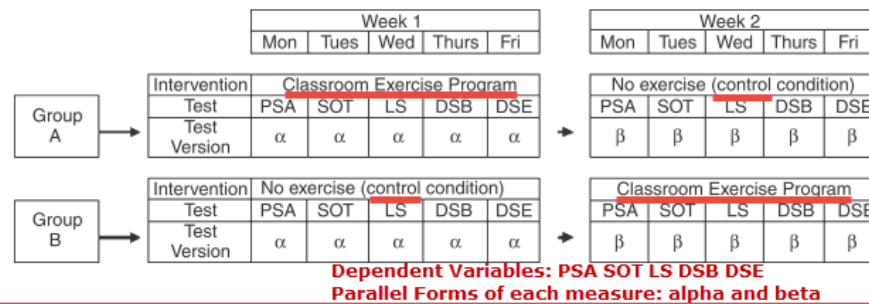 Week 1 Week 2
Mon Tues Wed Thurs Fri Mon Tues Wed Thurs Fri
Intervention Classroom Exercise Program No exercise (control condition)
Group A Test PSA SOT LS DSB DSE PSA SOT LS DSB DSE
Test Version α α α α α β β β β β
Intervention No exercise (control condition) Classroom Exercise Program
Group B Test PSA SOT LS DSB DSE PSA SOT LS DSB DSE
Test Version α α α α α β β β β β
Dependent Variables: PSA SOT LS DSB DSE
Parallel Forms of each measure: alpha and beta